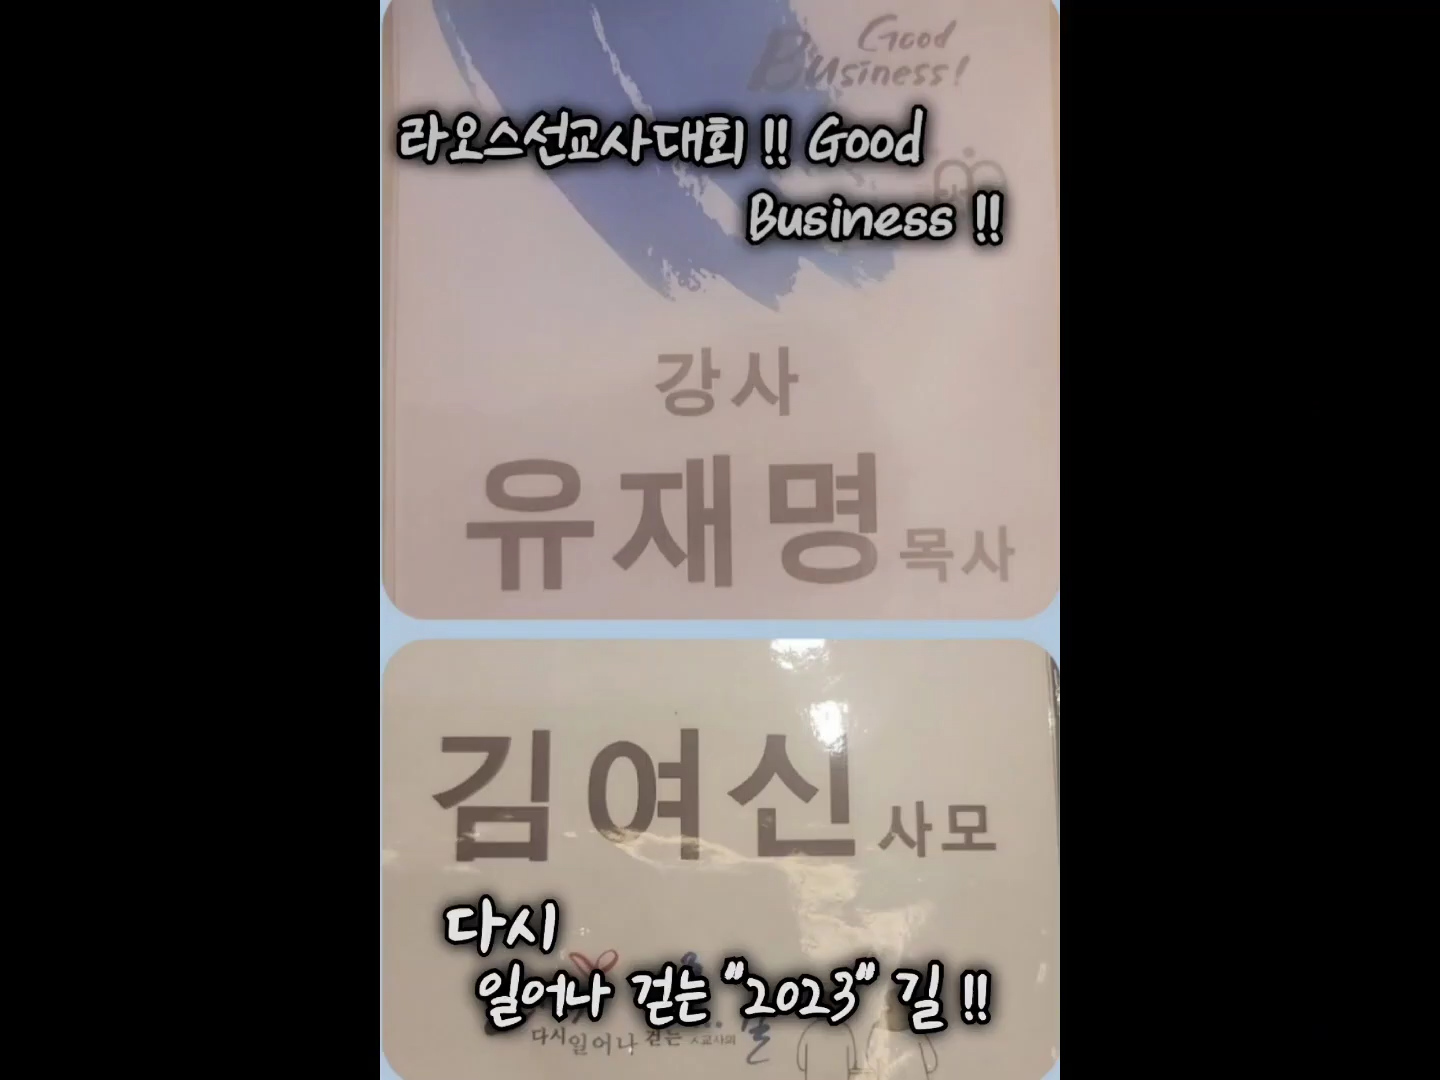 Good
Business!
라오스선교사대회 !! Good
Business !!
강사
유재명 목사
김여신 사모
다시
일어나 걷는 "2023" 길 !!
다시 일어나 걷는